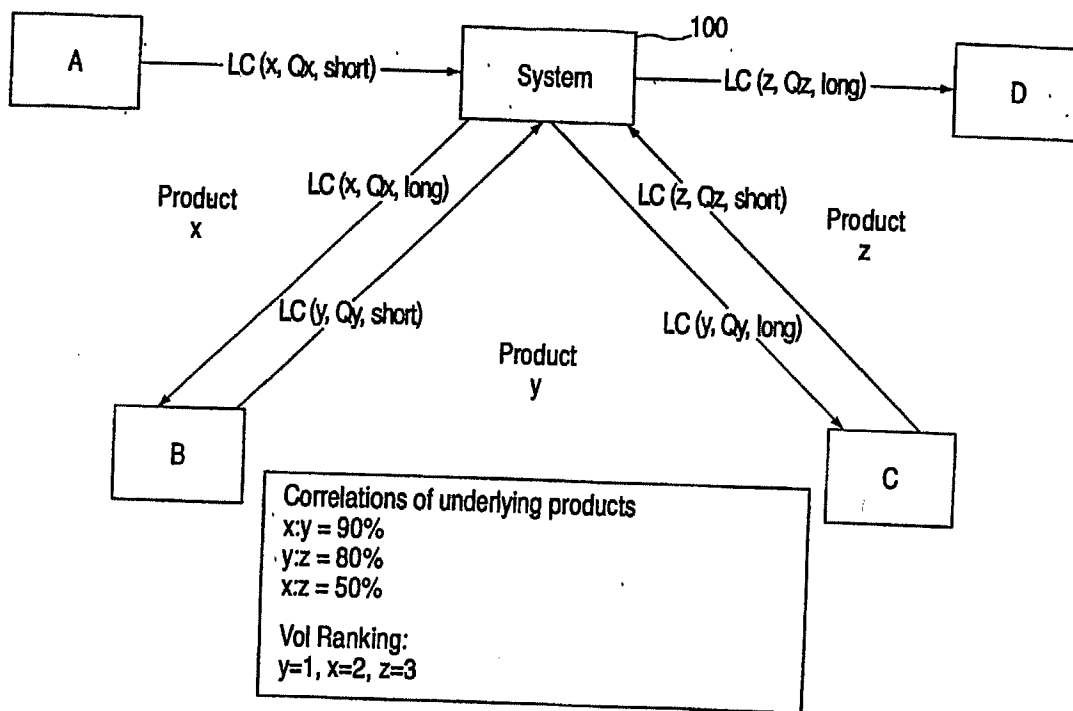 100
A
LC (x, Qx, short)
System
LC (z, Qz, long)
D
Product
x
LC (x, Qx, long)
LC (z, Qz, short)
Product
z
LC (y, Qy, short)
LC (y, Qy, long)
Product
y
B
C
Correlations of underlying products
x:y = 90%
y:z = 80%
x:z = 50%
Vol Ranking:
y=1, x=2, z=3